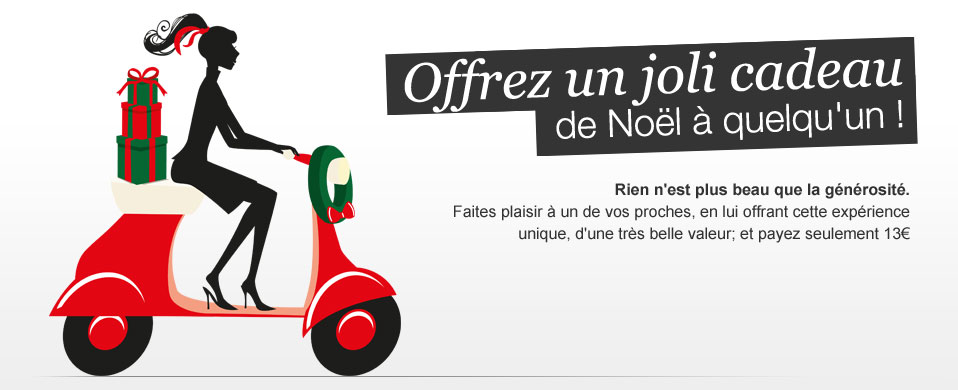 Offrez un joli cadeau
de Noël à quelqu'un !
Rien n'est plus beau que la générosité.
Faites plaisir à un de vos proches, en lui offrant cette expérience
unique, d'une très belle valeur; et payez seulement 13€